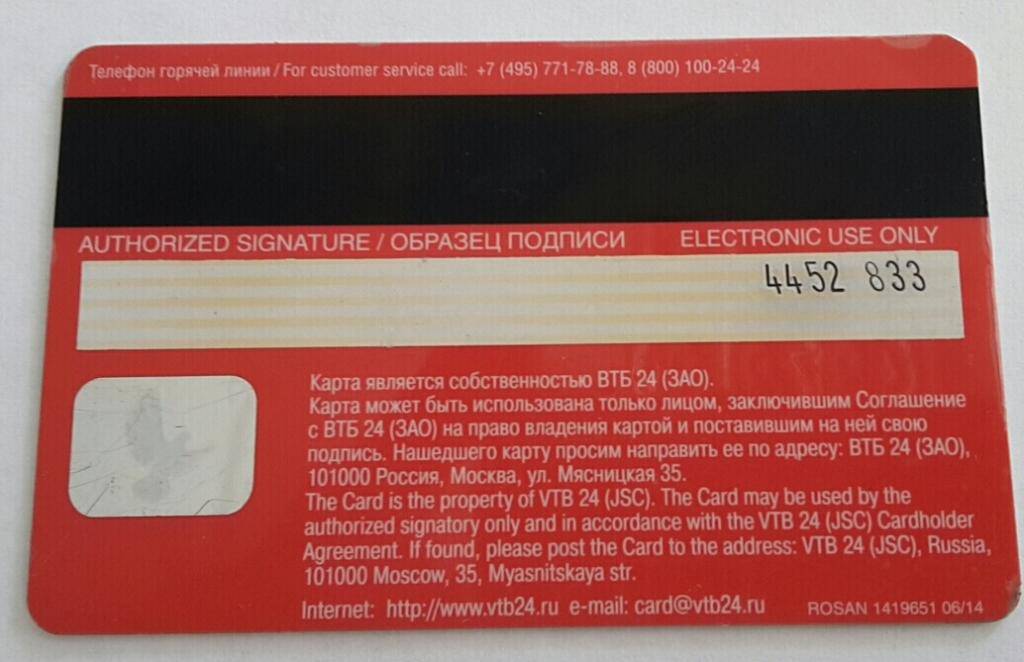 Телефон горячей линии / For customer service call: +7 (495) 771-78-88, 8 (800) 100-24-24
AUTHORIZED SIGNATURE / ОБРАЗЕЦ ПОДПИСИ ELECTRONIC USE ONLY
4452 833
Карта является собственностью ВТБ 24 (ЗАО).
Карта может быть использована только лицом, заключившим Соглашение
с ВТБ 24 (ЗАО) на право владения картой и поставившим на ней свою
подпись. Нашедшего карту просим направить ее по адресу: ВТБ 24 (ЗАО),
101000 Россия, Москва, ул. Мясницкая 35.
The Card is the property of VTB 24 (JSC). The Card may be used by the
authorized signatory only and in accordance with the VTB 24 (JSC) Cardholder
Agreement. If found, please post the Card to the address: VTB 24 (JSC), Russia,
101000 Moscow, 35, Myasnitskaya str.
Internet: http://www.vtb24.ru e-mail: card@vtb24.ru ROSAN 1419651 06/14